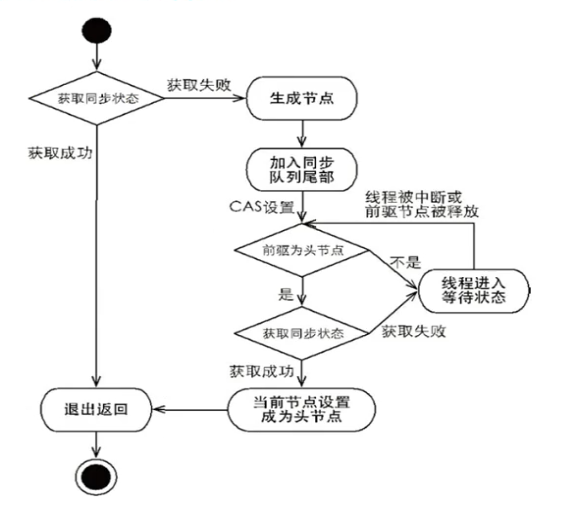 获取同步状态
获取失败
生成节点
获取成功
加入同步
队列尾部
CAS设置
线程被中断或
前驱节点被释放
前驱为头节点
不是
线程进入
等待状态
是
获取同步状态
获取失败
获取成功
退出返回
当前节点设置
成为头节点